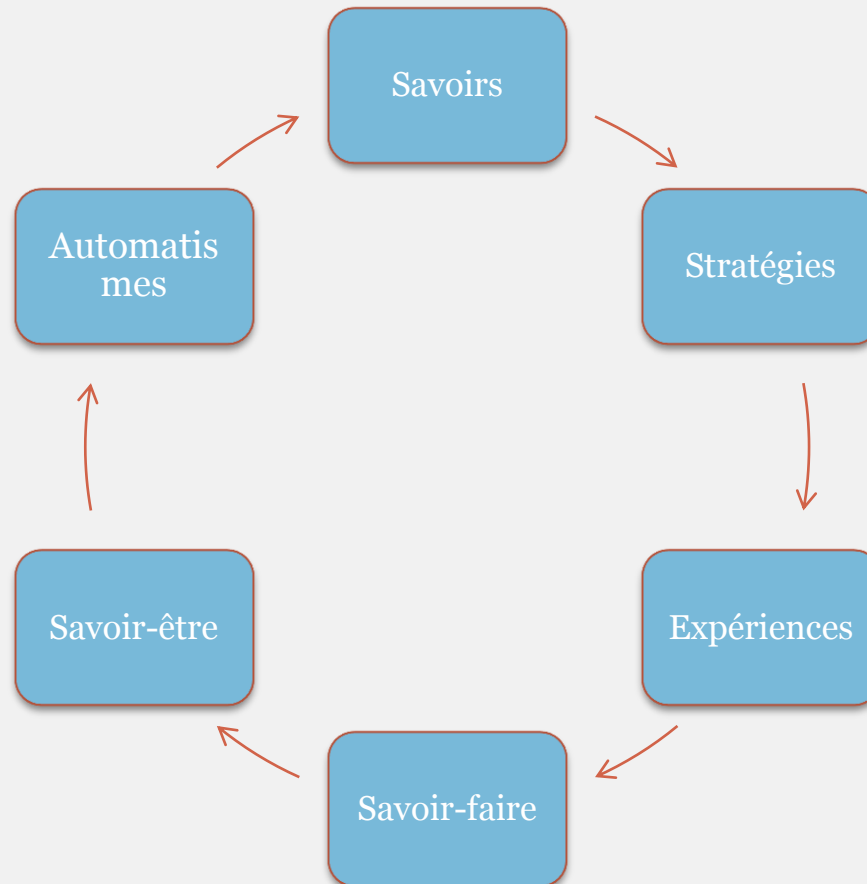 Savoirs
Stratégies
Expériences
Savoir-faire
Savoir-être
Automatis
mes